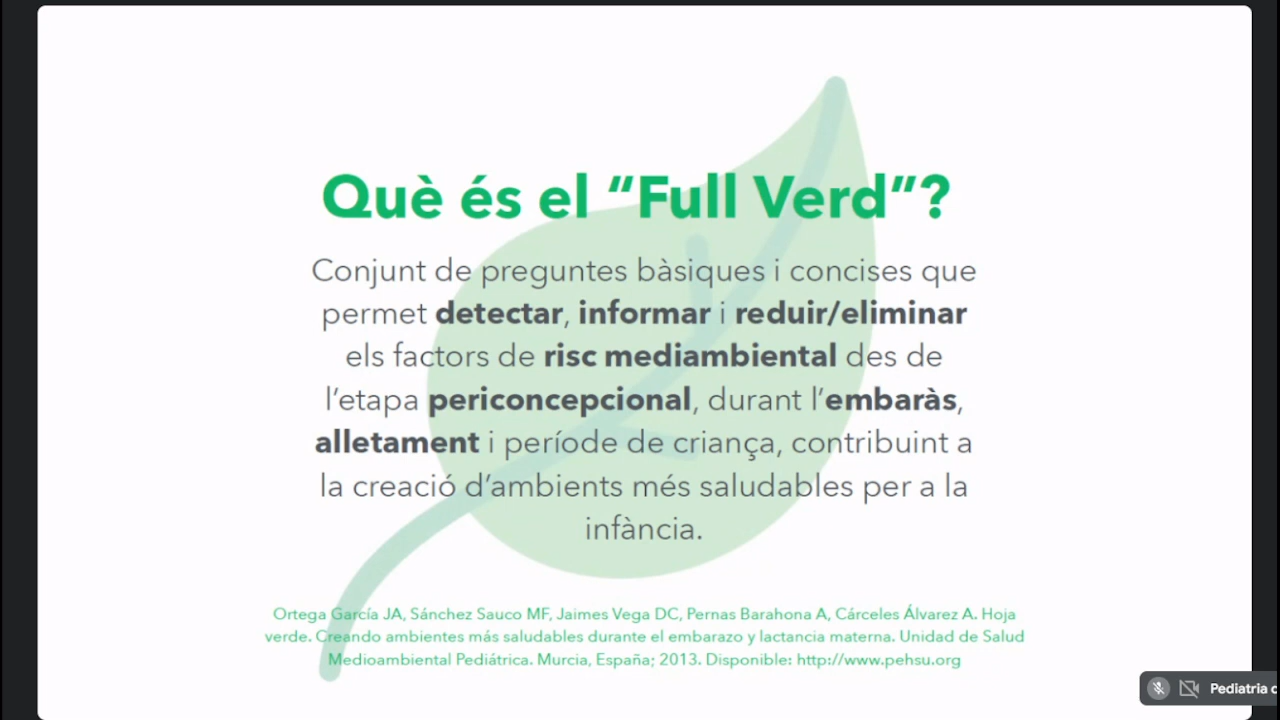 Què és el “Full Verd”?
Conjunt de preguntes bàsiques i concises que
permet detectar, informar i reduir/eliminar
els factors de risc mediambiental des de
l’etapa periconcepcional, durant l’embaràs,
alletament i període de criança, contribuint a
la creació d’ambients més saludables per a la
infància.
Ortega García JA, Sánchez Sauco MF, Jaimes Vega DC, Pernas Barahona A, Cárceles Álvarez A. Hoja
verde. Creando ambientes más saludables durante el embarazo y lactancia materna. Unidad de Salud
Medioambiental Pediátrica. Murcia, España; 2013. Disponible: http://www.pehsu.org
Pediatria